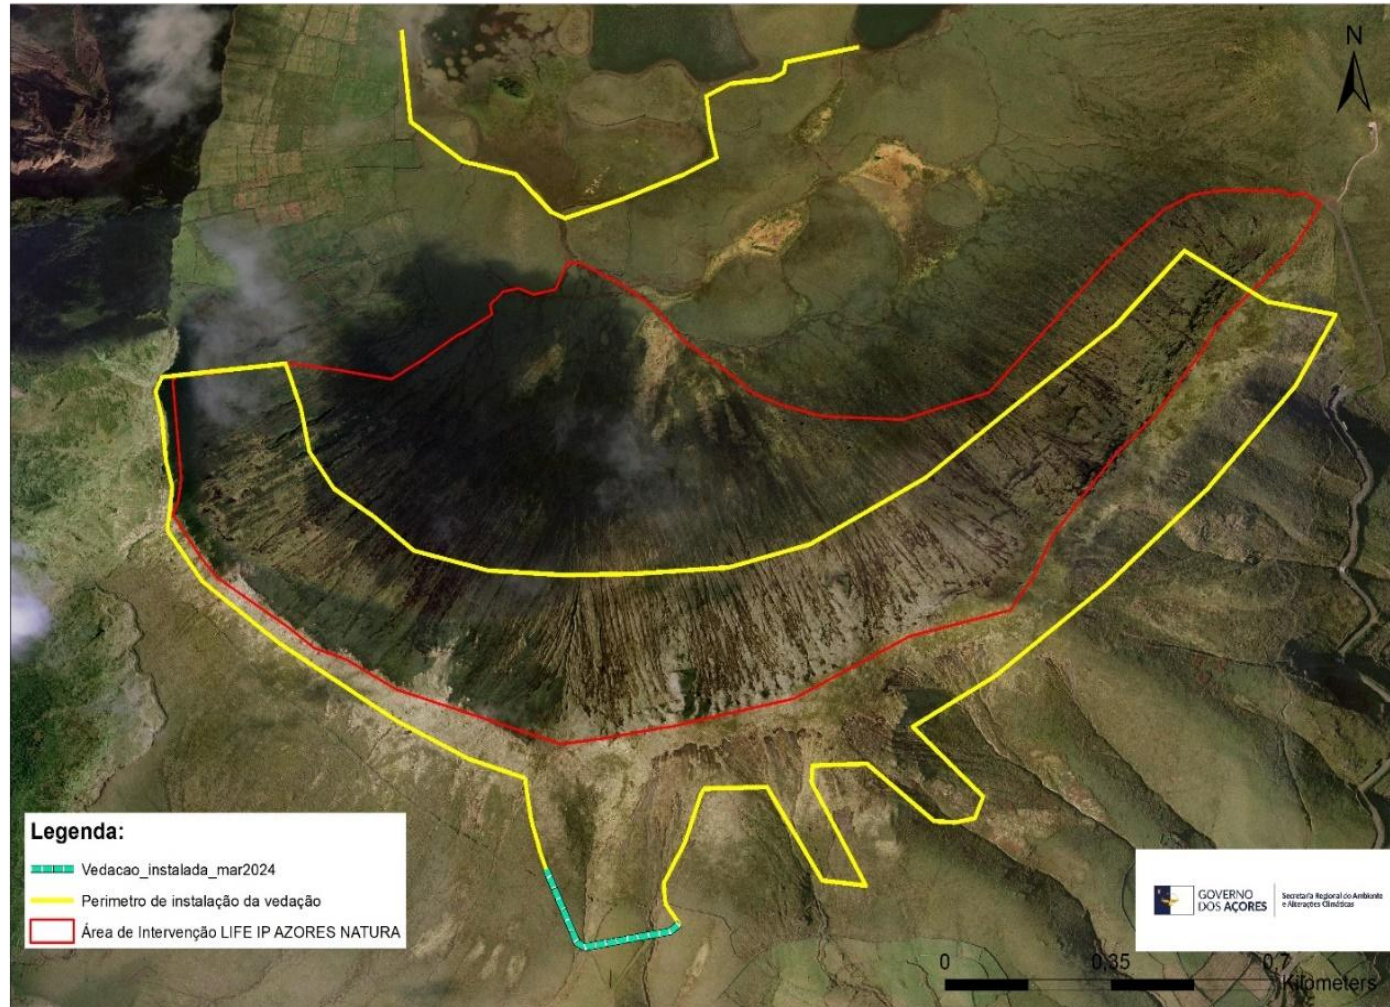 N
Legenda:
Vedacao_instalada_mar2024
Perimetro de instalação da vedação
Área de Intervenção LIFE IP AZORES NATURA
GOVERNO
DOS AÇORES
Secretaria Regional do Ambiente
e Alterações Climáticas
0 0,35 0,7
Kilometers